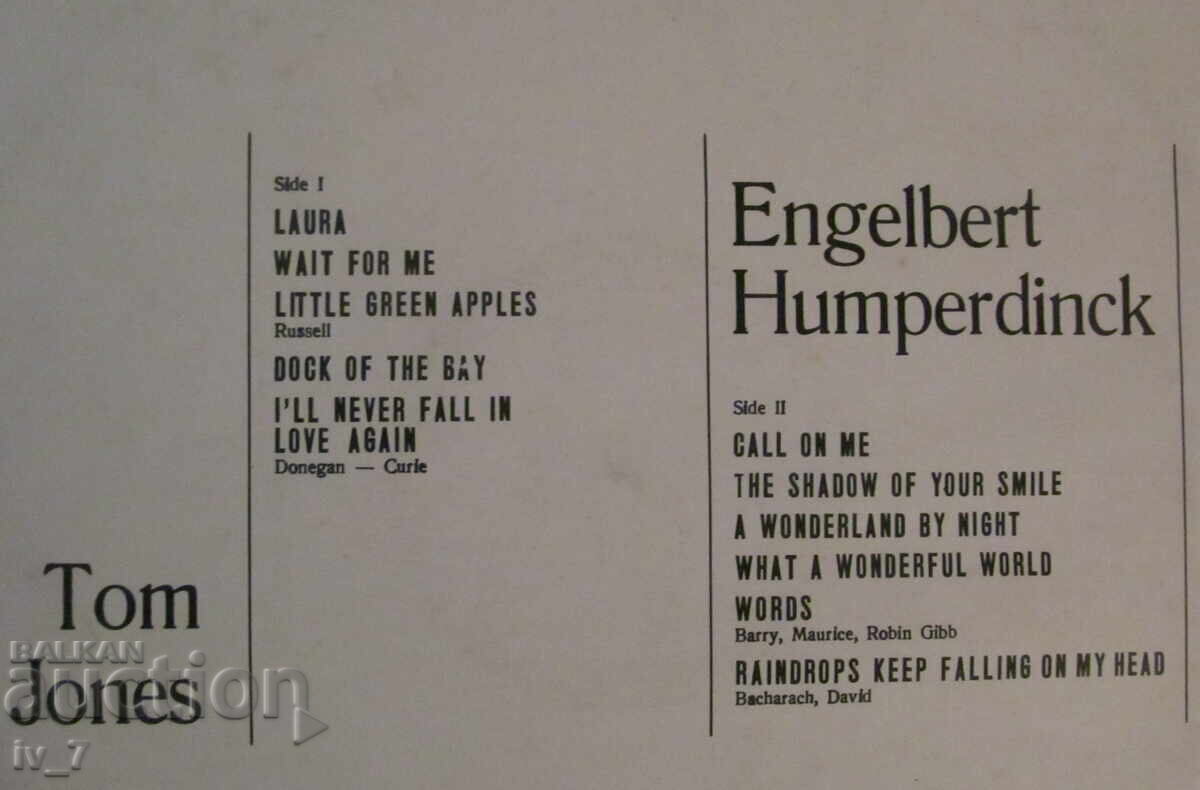 Side I
LAURA
WAIT FOR ME
LITTLE GREEN APPLES
Russell
DOCK OF THE BAY
I'LL NEVER FALL IN
LOVE AGAIN
Donegan — Curie
Tom
Jones
Engelbert
Humperdinck
Side II
CALL ON ME
THE SHADOW OF YOUR SMILE
A WONDERLAND BY NIGHT
WHAT A WONDERFUL WORLD
WORDS
Barry, Maurice, Robin Gibb
RAINDROPS KEEP FALLING ON MY HEAD
Bacharach, David
BALKAN
auction
iv_7